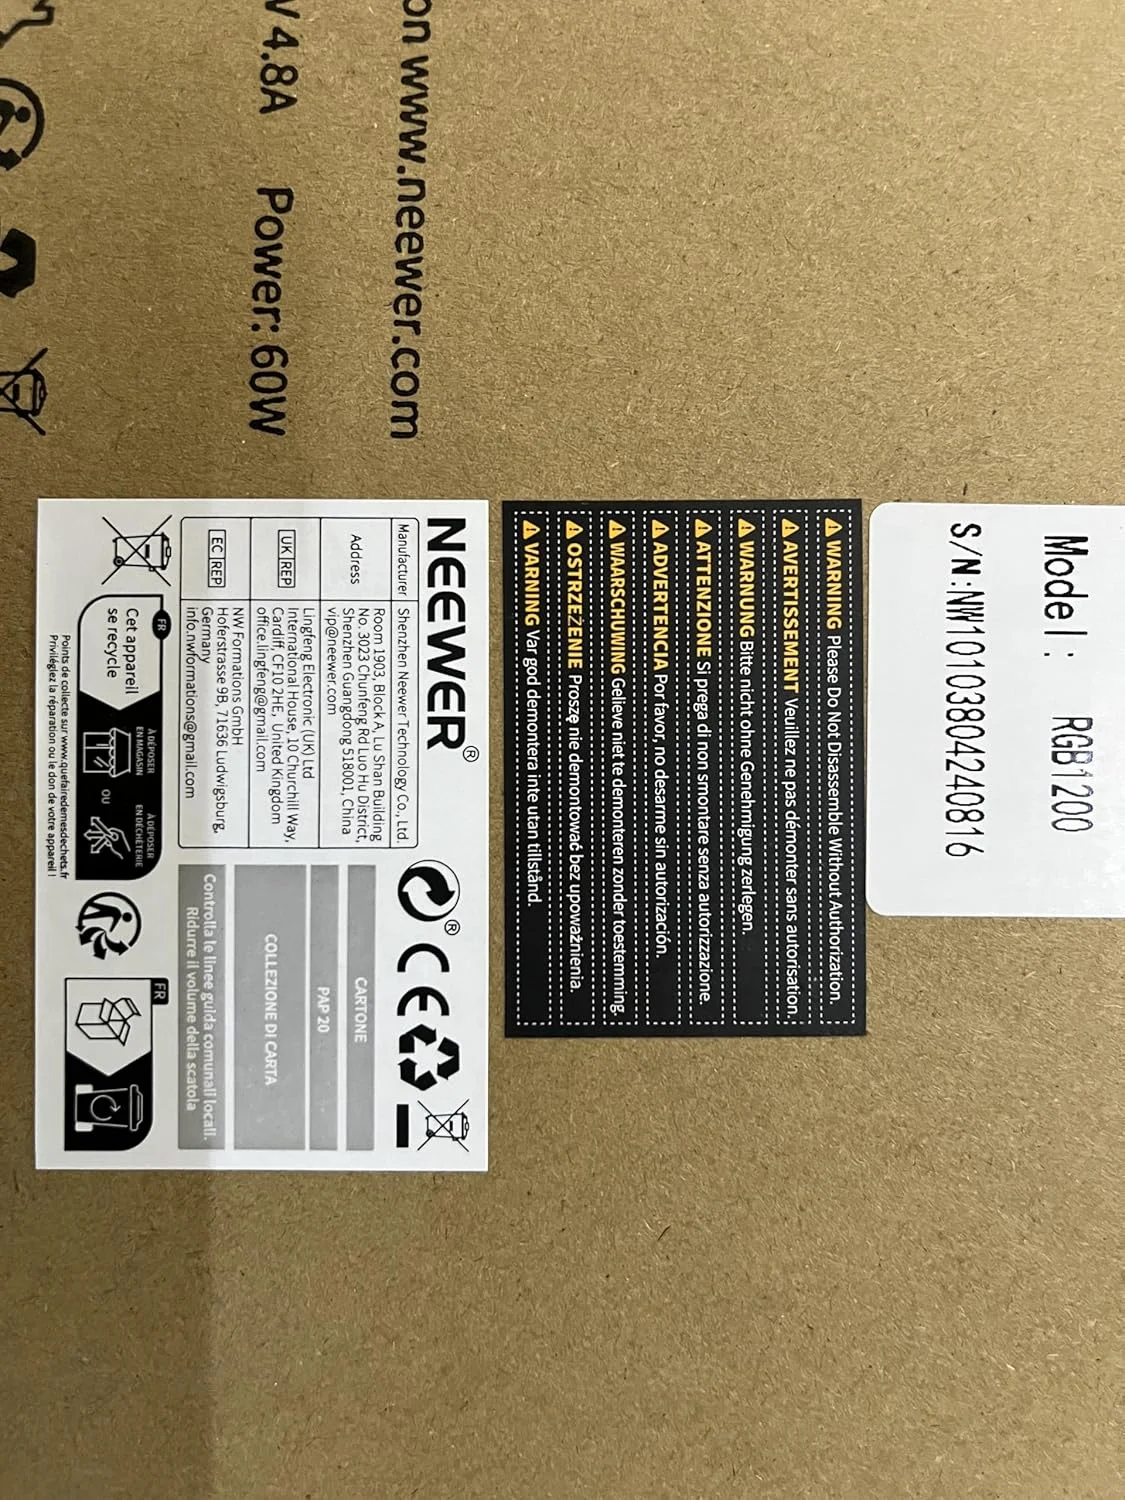 Model: RGB1200
S/N:NW10103804240816
WARNING Please Do Not Disassemble Without Authorization.
AVERTISSEMENT Veuillez ne pas démonter sans autorisation.
WARNUNG Bitte nicht ohne Genehmigung zerlegen.
ATTENZIONE Si prega di non smontare senza autorizzazione.
ADVERTENCIA Por favor, no desarme sin autorización.
WAARSCHUWING Gelieve niet te demonteren zonder toestemming.
OSTRZEŻENIE Proszę nie demontować bez upoważnienia.
VARNING Var god demontera inte utan tillstånd.
on www.neewer.com
V 4.8A Power: 60W
NEEWER®
Manufacturer Shenzhen Neewer Technology Co., Ltd.
Address
Room 1903, Block A, Lu Shan Building
No. 3023 Chunfeng Rd, Luo Hu District,
Shenzhen Guangdong 518001, China
vip@neewer.com
UK REP
Lingfeng Electronic (UK) Ltd
International House, 10 Churchill Way,
Cardiff, CF10 2HE, United Kingdom
office.lingfeng@gmail.com
EC REP
NW Formations GmbH
Hoferstrasse 9B, 71636 Ludwigsburg,
Germany
info.nwformations@gmail.com
® CE
CARTONE
PAP 20
COLLEZIONE DI CARTA
Controlla le linee guida comunali locali.
Ridurre il volume della scatola
FR
Cet appareil
se recycle
À DÉPOSER
EN MAGASIN
OU
À DÉPOSER
EN DÉCHÈTERIE
Points de collecte sur www.quefairedemesdechets.fr
Privilégiez la réparation ou le don de votre appareil !
FR